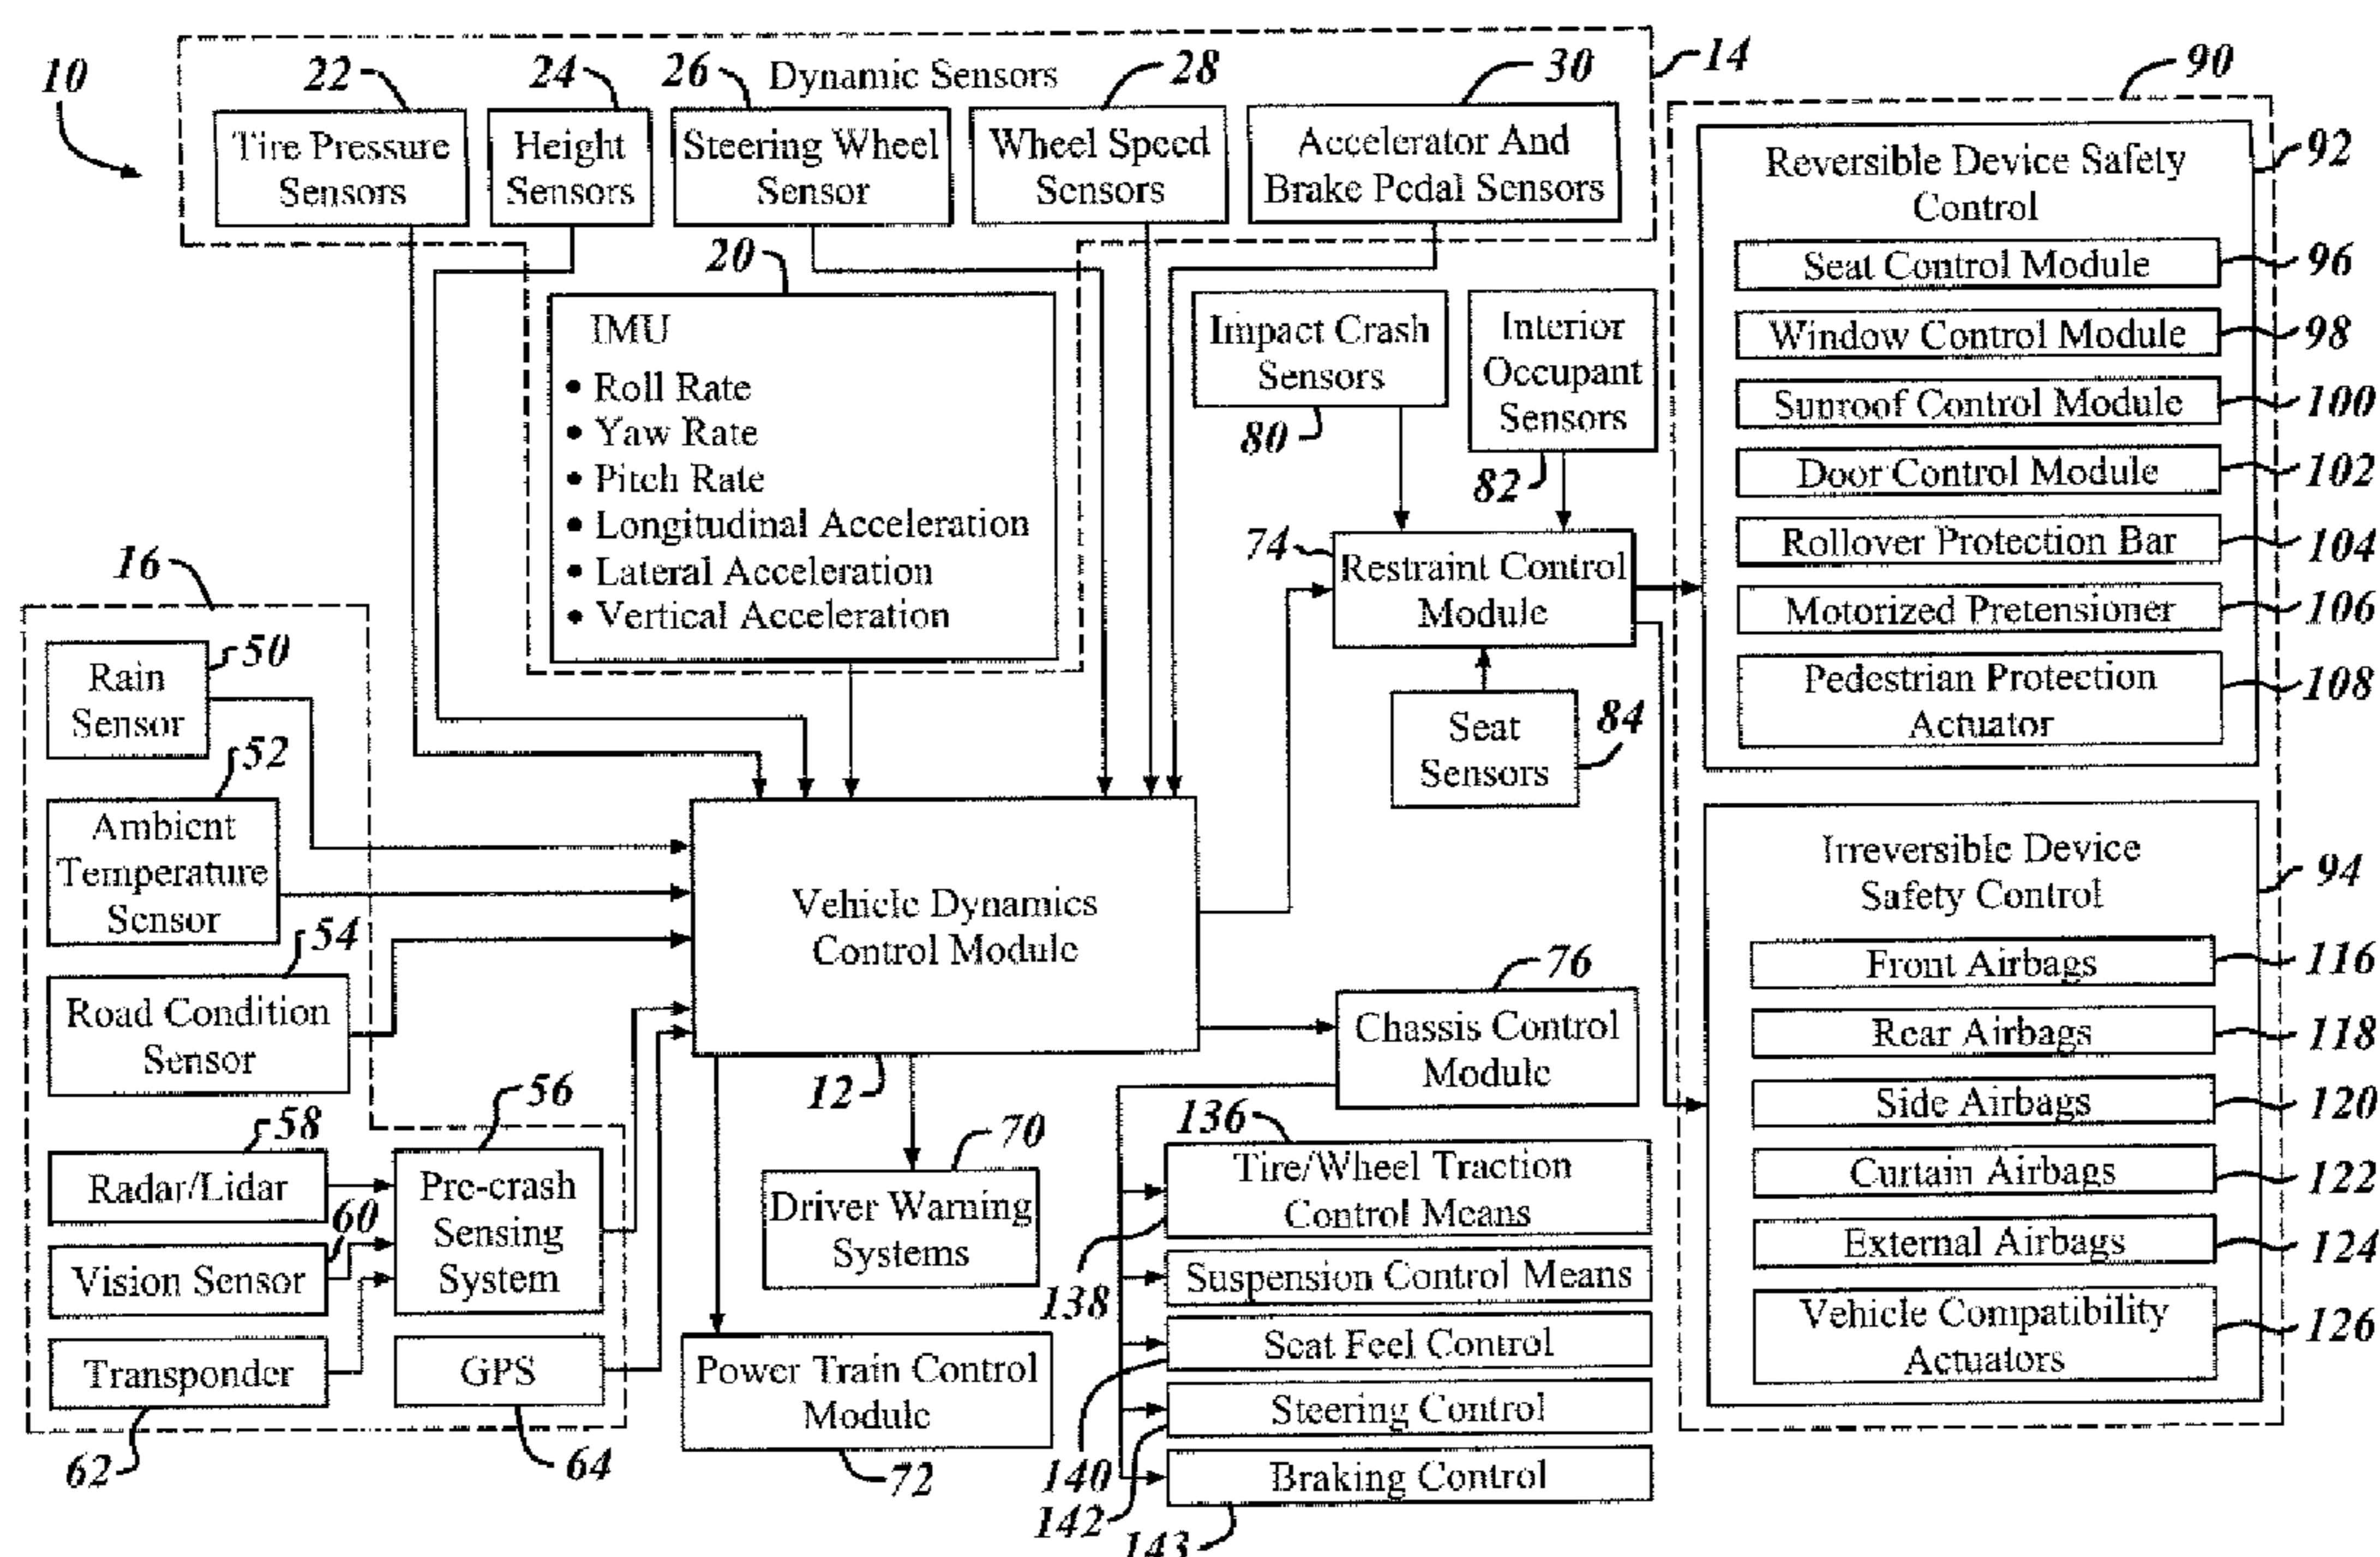 10
22
24
26
Dynamic Sensors
28
30
14
90
Tire Pressure
Sensors
Height
Sensors
Steering Wheel
Sensor
Wheel Speed
Sensors
Accelerator And
Brake Pedal Sensors
20
IMU
• Roll Rate
• Yaw Rate
• Pitch Rate
• Longitudinal Acceleration
• Lateral Acceleration
• Vertical Acceleration
Impact Crash
Sensors
80
Interior
Occupant
Sensors
82
74
Restraint Control
Module
Seat
Sensors
84
92
Reversible Device Safety
Control
Seat Control Module
96
Window Control Module
98
Sunroof Control Module
100
Door Control Module
102
Rollover Protection Bar
104
Motorized Pretensioner
106
Pedestrian Protection
Actuator
108
16
Rain
Sensor
50
52
Ambient
Temperature
Sensor
54
Road Condition
Sensor
58
Radar/Lidar
60
Vision Sensor
Transponder
62
56
Pre-crash
Sensing
System
GPS
64
Vehicle Dynamics
Control Module
12
70
Driver Warning
Systems
Power Train Control
Module
72
76
Chassis Control
Module
136
Tire/Wheel Traction
Control Means
138
Suspension Control Means
Seat Feel Control
140
Steering Control
142
Braking Control
143
Irreversible Device
Safety Control
94
Front Airbags
116
Rear Airbags
118
Side Airbags
120
Curtain Airbags
122
External Airbags
124
Vehicle Compatibility
Actuators
126